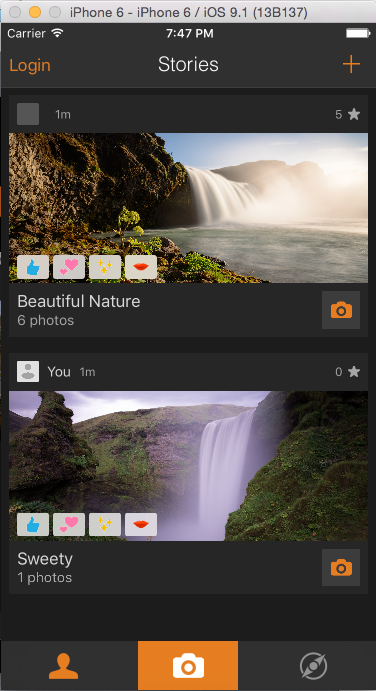 iPhone 6 - iPhone 6 / iOS 9.1 (13B137)
Carrier 7:47 PM
Login Stories +
1m 5
Beautiful Nature
6 photos
You 1m 0
Sweety
1 photos